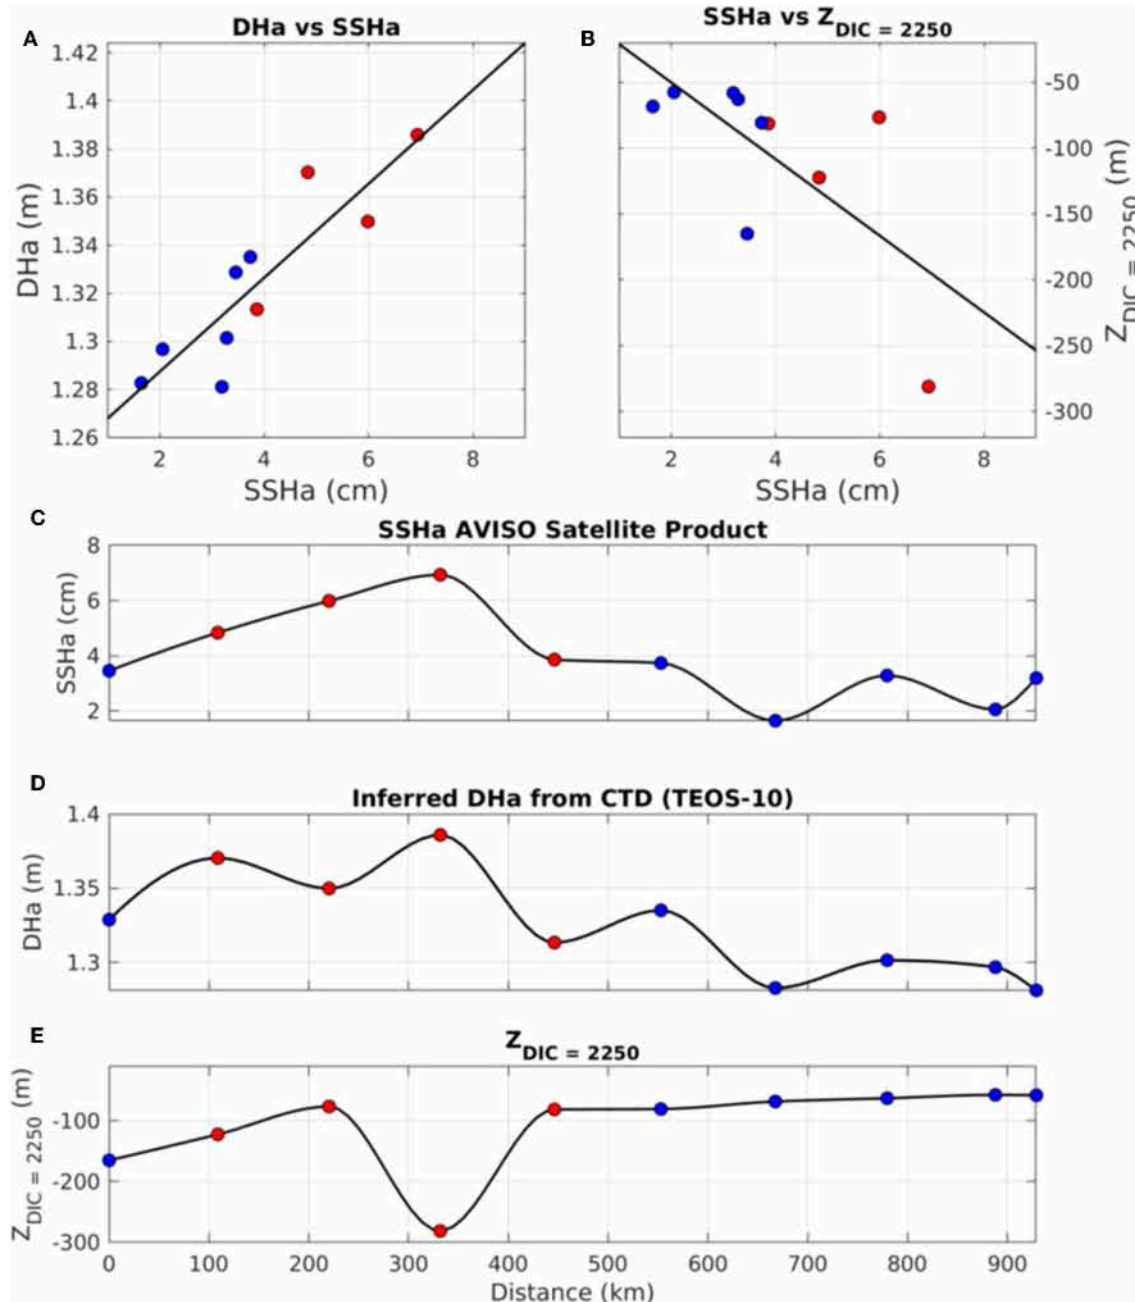 A
DHa vs SSHa
1.42
1.4
1.38
1.36
1.34
1.32
1.3
1.28
1.26
DHa (m)
2 4 6 8
SSHa (cm)
B
SSHa vs Z DIC = 2250
-50
-100
-150
-200
-250
-300
Z DIC = 2250 (m)
2 4 6 8
SSHa (cm)
C
SSHa AVISO Satellite Product
8
6
4
2
SSHa (cm)
D
Inferred DHa from CTD (TEOS-10)
1.4
1.35
1.3
DHa (m)
E
Z DIC = 2250
-100
-200
-300
Z DIC = 2250 (m)
0 100 200 300 400 500 600 700 800 900
Distance (km)